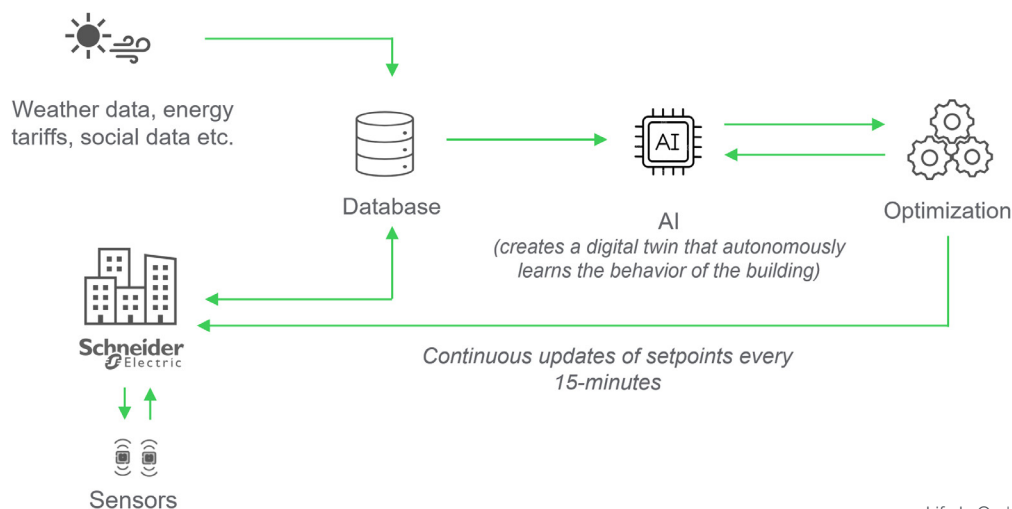 Weather data, energy
tariffs, social data etc.
AI
Database
Optimization
AI
(creates a digital twin that autonomously
learns the behavior of the building)
Schneider
Electric
Continuous updates of setpoints every
15-minutes
Sensors